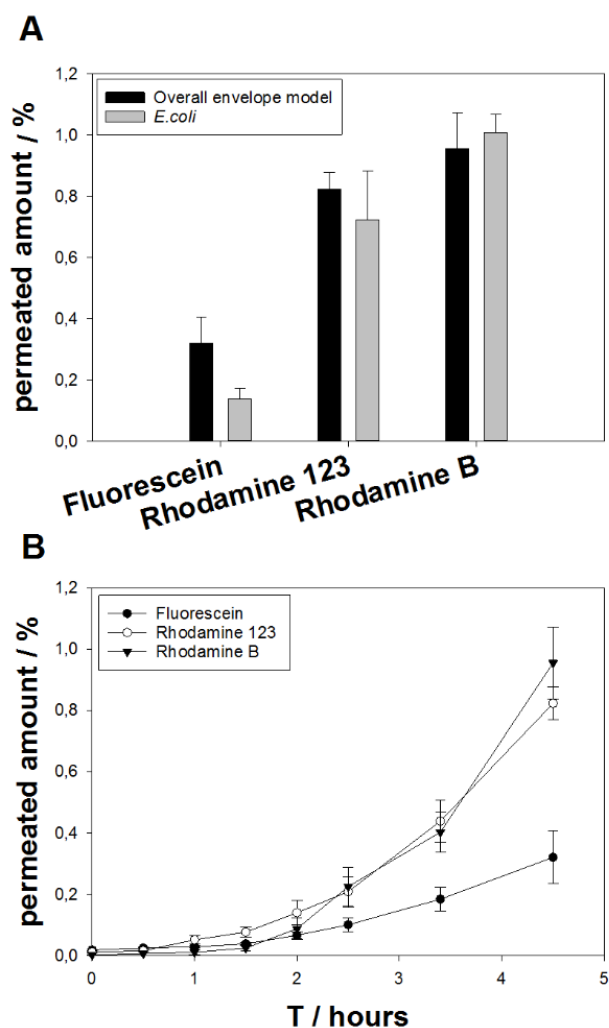 A
permeated amount / %
1,2
1,0
0,8
0,6
0,4
0,2
0,0
Overall envelope model
E.coli
Fluorescein
Rhodamine 123
Rhodamine B
B
permeated amount / %
1,2
1,0
0,8
0,6
0,4
0,2
0,0
Fluorescein
Rhodamine 123
Rhodamine B
0 1 2 3 4 5
T / hours